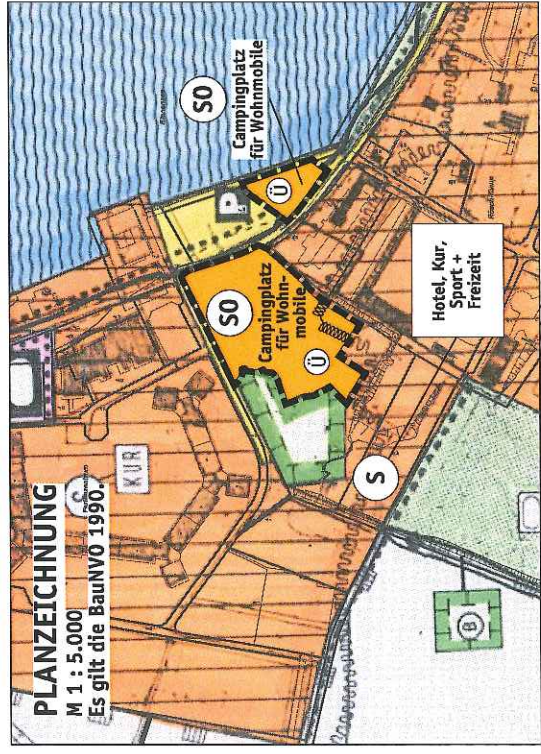 PLANZEICHNUNG
M 1 : 5.000
Es gilt die BauNVO 1990.
KUR
SO
Campingplatz
für Wohn-
mobile
Ü
P
SO
Campingplatz
für Wohnmobile
Ü
S
Hotel, Kur,
Sport +
Freizeit
B